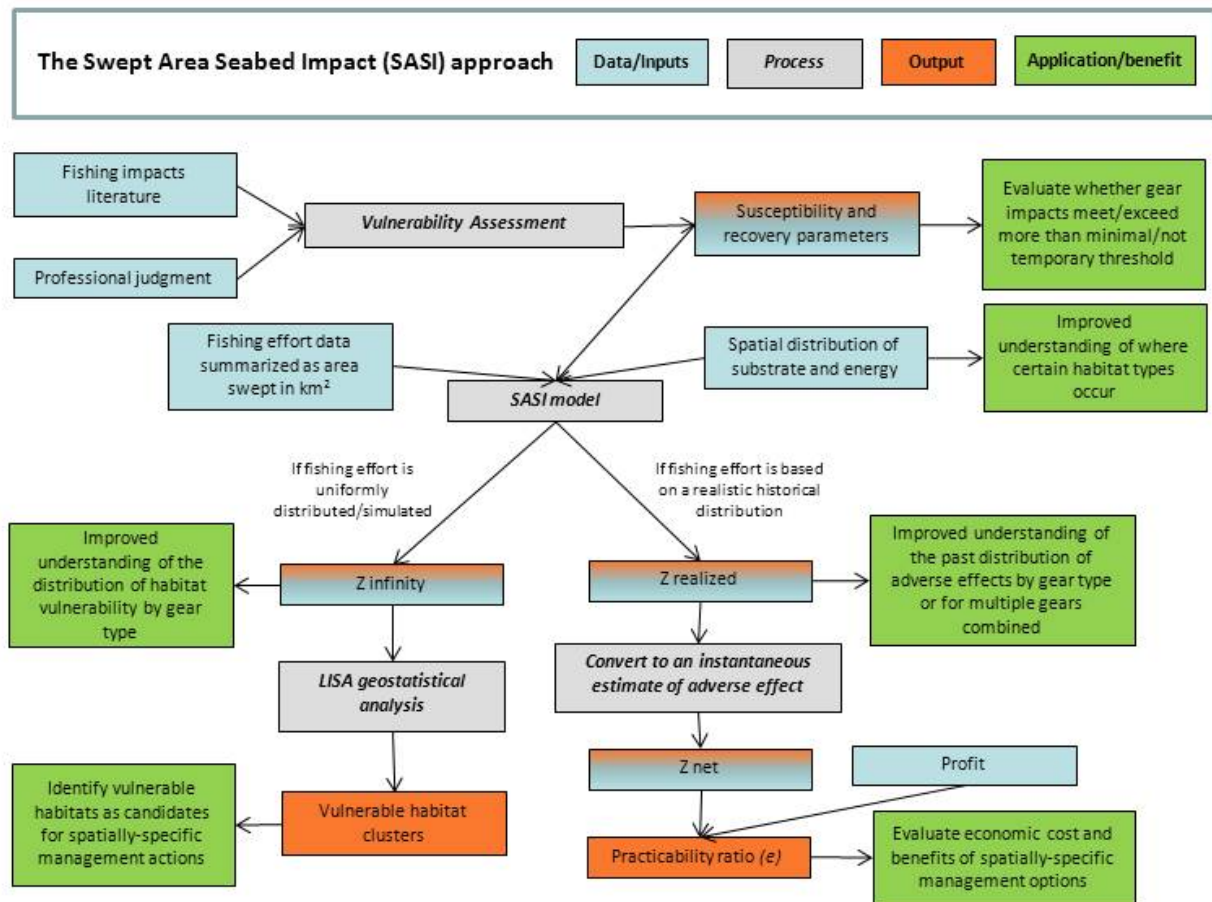 The Swept Area Seabed Impact (SASI) approach
Data/Inputs
Process
Output
Application/benefit
Fishing impacts
literature
Professional judgment
Vulnerability Assessment
Susceptibility and
recovery parameters
Evaluate whether gear
impacts meet/exceed
more than minimal/not
temporary threshold
Fishing effort data
summarized as area
swept in km²
Spatial distribution of
substrate and energy
Improved
understanding of where
certain habitat types
occur
SASI model
If fishing effort is
uniformly
distributed/simulated
If fishing effort is based
on a realistic historical
distribution
Improved
understanding of the
distribution of habitat
vulnerability by gear
type
Z infinity
Z realized
Improved understanding of
the past distribution of
adverse effects by gear type
or for multiple gears
combined
LISA geostatistical
analysis
Convert to an instantaneous
estimate of adverse effect
Z net
Profit
Identify vulnerable
habitats as candidates
for spatially-specific
management actions
Vulnerable habitat
clusters
Practicability ratio (e)
Evaluate economic cost and
benefits of spatially-specific
management options